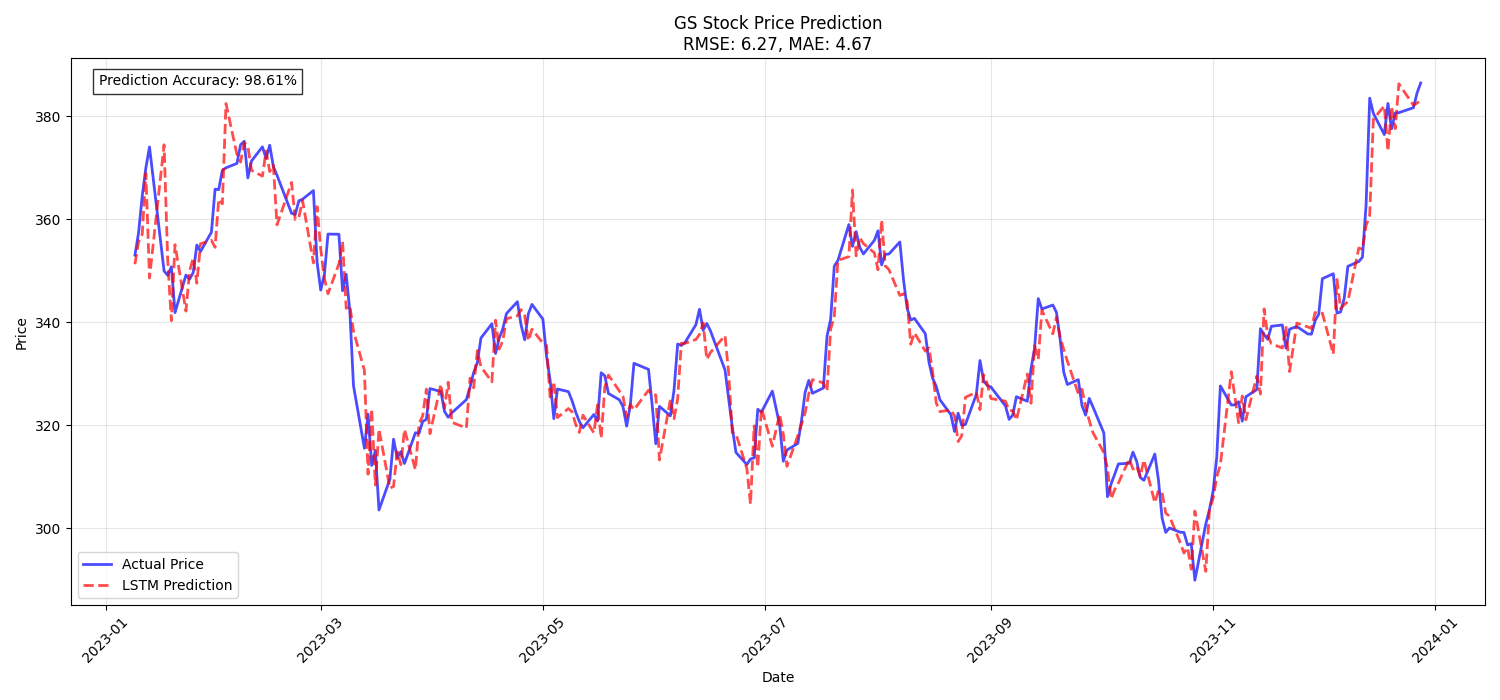 GS Stock Price Prediction
RMSE: 6.27, MAE: 4.67
Prediction Accuracy: 98.61%
380
360
340
320
300
Price
Actual Price
LSTM Prediction
2023-01
2023-03
2023-05
2023-07
2023-09
2023-11
2024-01
Date